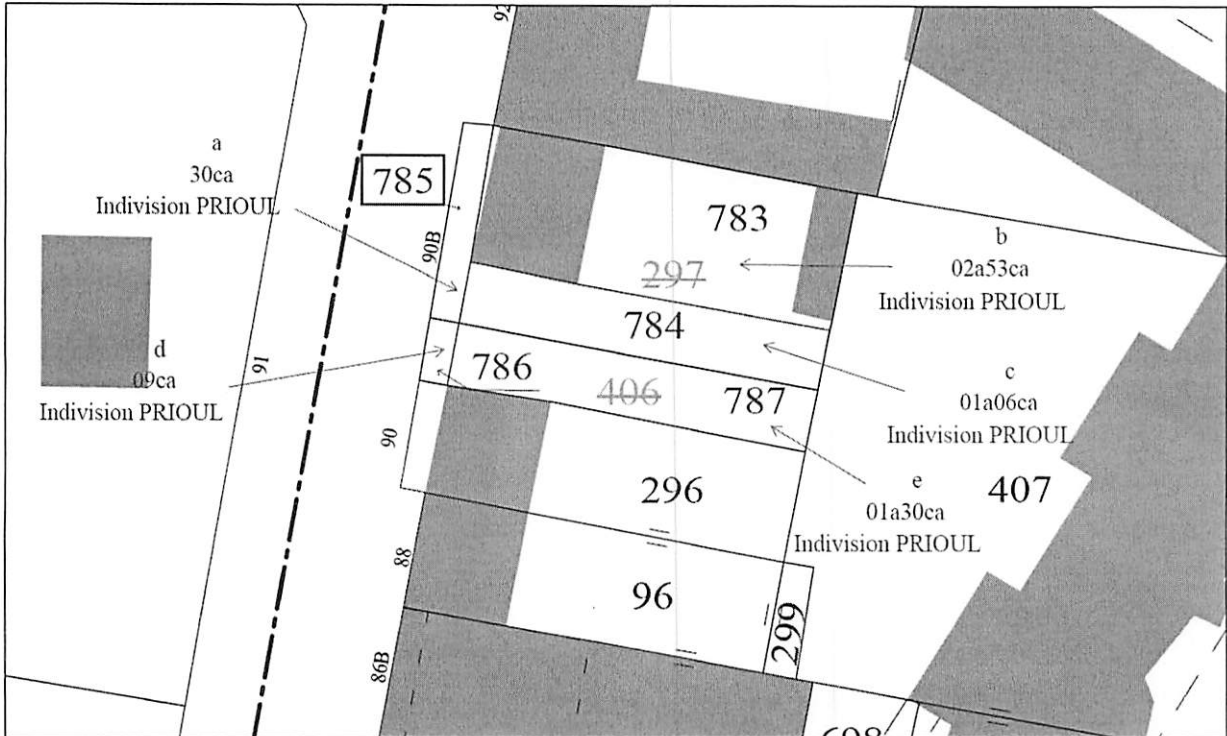 92
a
30ca
Indivision PRIOUL
785
90B
783
297
b
02a53ca
Indivision PRIOUL
784
d
09ca
Indivision PRIOUL
91
786
406
787
c
01a06ca
Indivision PRIOUL
90
296
e
01a30ca
Indivision PRIOUL
407
88
96
299
86B
698